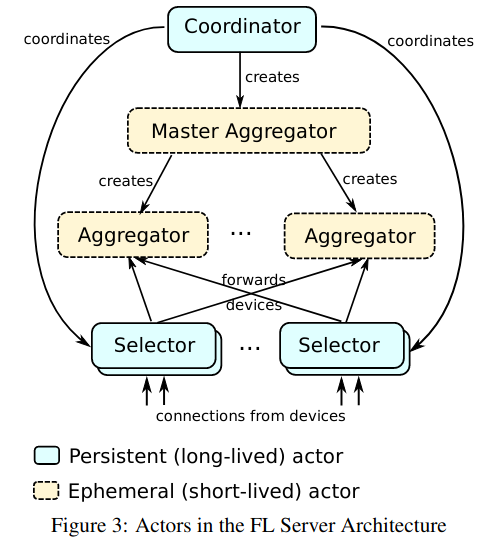 Coordinator
coordinates
coordinates
creates
Master Aggregator
creates
creates
Aggregator
...
Aggregator
forwards
devices
Selector
...
Selector
connections from devices
Persistent (long-lived) actor
Ephemeral (short-lived) actor
Figure 3: Actors in the FL Server Architecture